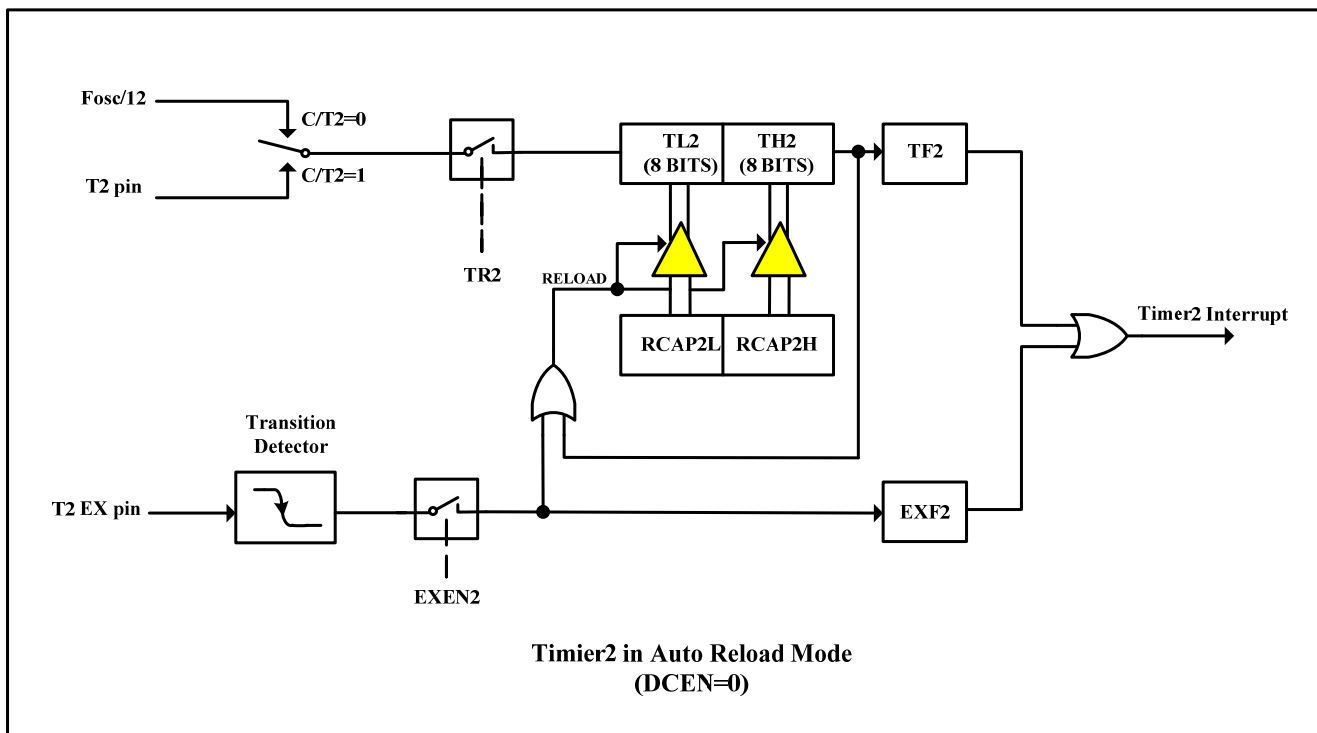 Fosc/12
C/T2=0
T2 pin
C/T2=1
TR2
TL2
(8 BITS)
TH2
(8 BITS)
TF2
RELOAD
RCAP2L
RCAP2H
Timer2 Interrupt
Transition
Detector
T2 EX pin
EXEN2
EXF2
Timier2 in Auto Reload Mode
(DCEN=0)